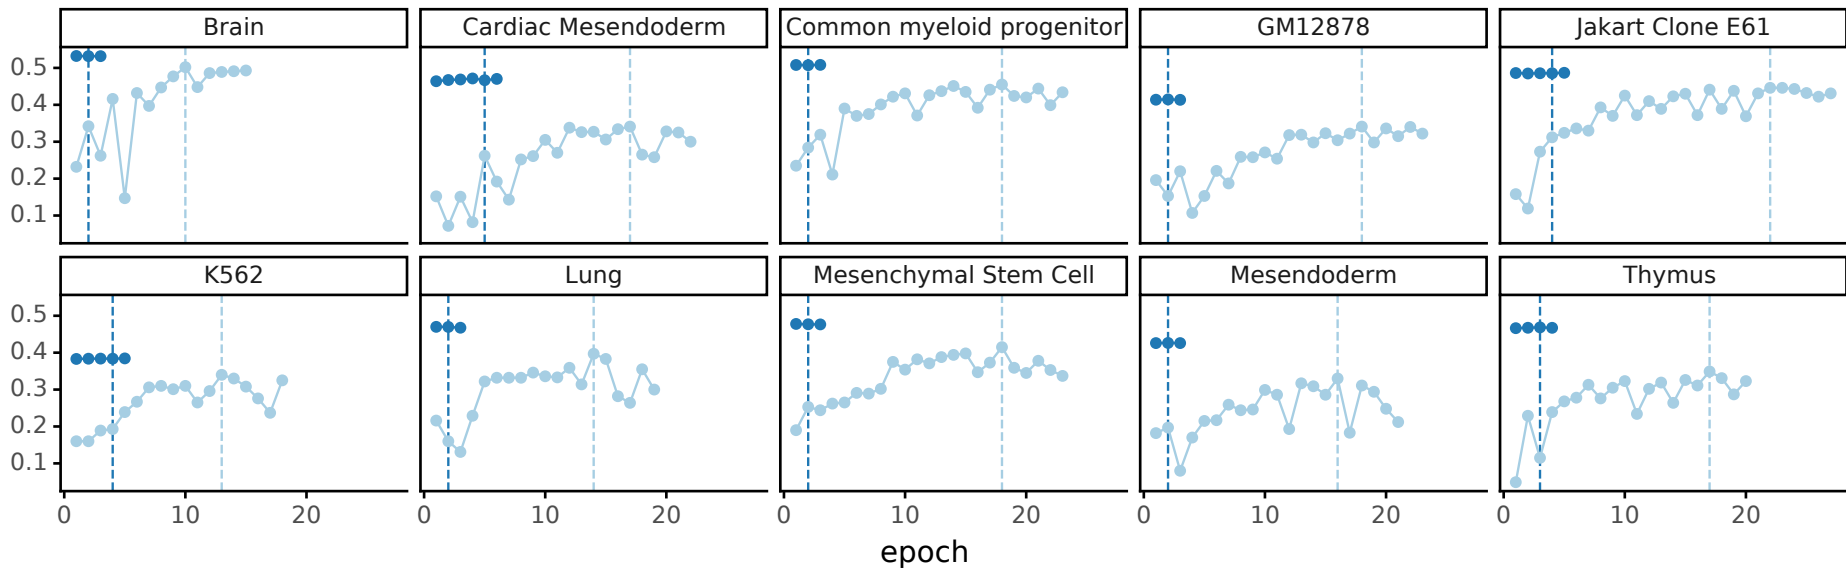 Brain
Cardiac Mesendoderm
Common myeloid progenitor
GM12878
Jakart Clone E61
0.5
0.4
0.3
0.2
0.1
K562
Lung
Mesenchymal Stem Cell
Mesendoderm
Thymus
0.5
0.4
0.3
0.2
0.1
0 10 20
0 10 20
0 10 20
0 10 20
0 10 20
epoch